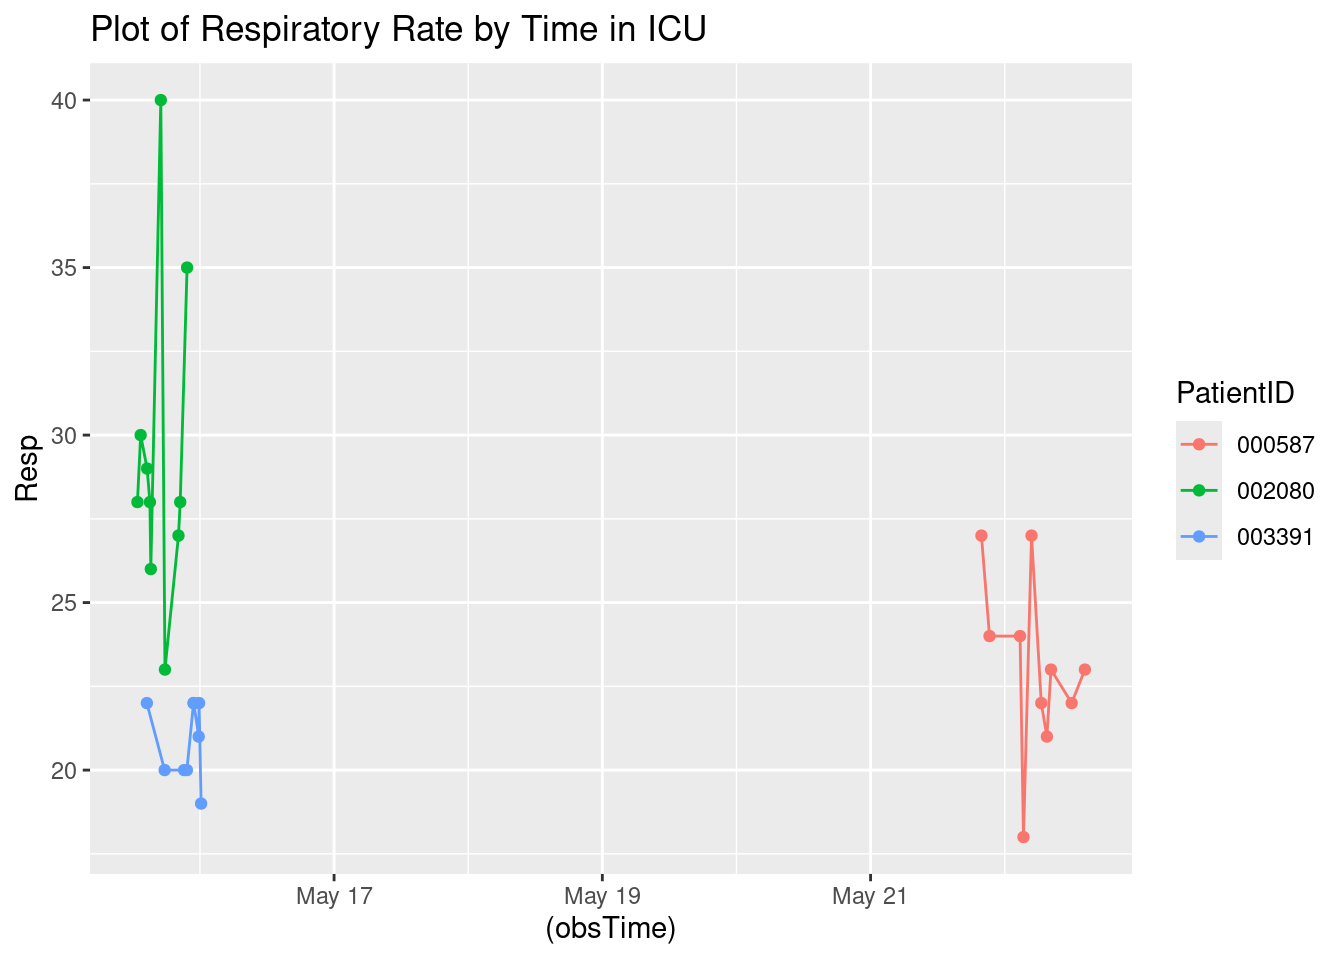 Plot of Respiratory Rate by Time in ICU
40
35
30
25
20
Resp
May 17
May 19
May 21
(obsTime)
PatientID
000587
002080
003391